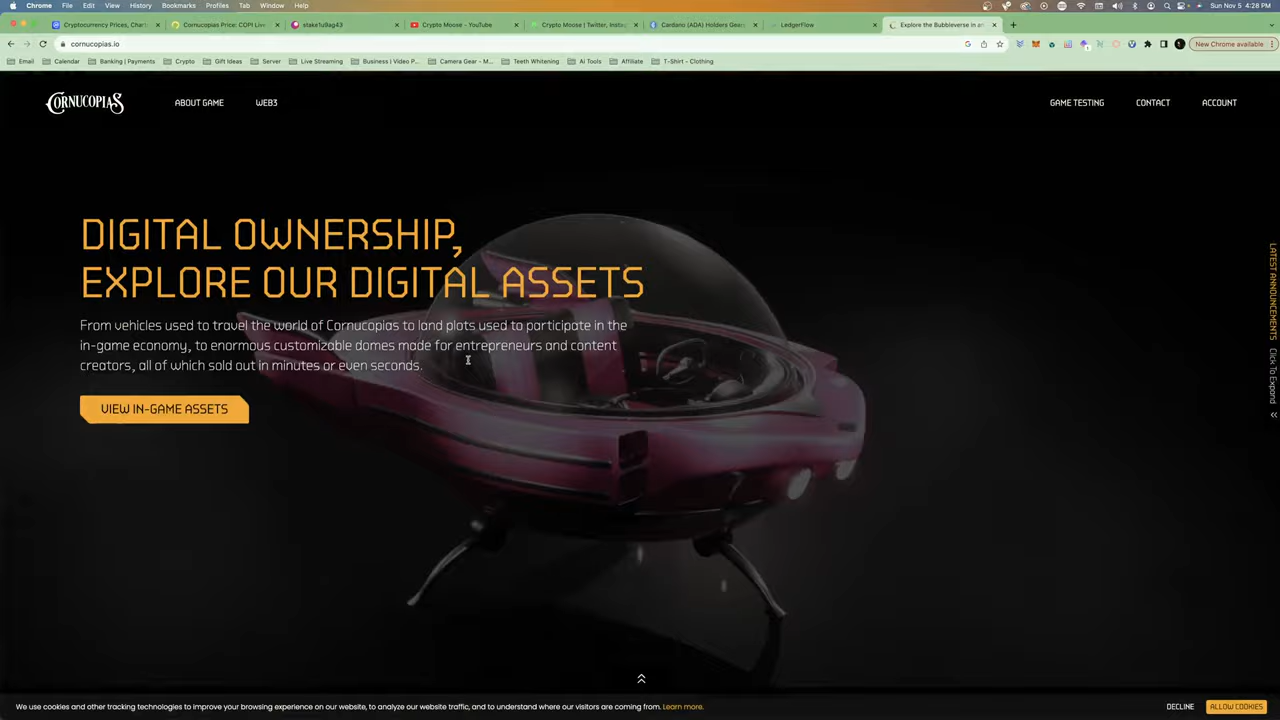 Chrome File Edit View History Bookmarks Profiles Tab Window Help
Sun Nov 5 4:28 PM
Cryptocurrency Prices, Char
Cornucopias Price: COPI Live
stake1u9ag43
Crypto Moose - YouTube
Crypto Moose | Twitter, Instag
Cardano (ADA) Holders Geogr
LedgerFlow
Explore the Bubbleverse in an
cornucopias.io
New Chrome available
Email Calendar Banking | Payments Crypto Gift Ideas Server Live Streaming Business | Video P... Camera Gear - M... Teeth Whitening Ai Tools Affiliate T-Shirt - Clothing
CORNUCOPIAS
ABOUT GAME WEB3
GAME TESTING CONTACT ACCOUNT
DIGITAL OWNERSHIP,
EXPLORE OUR DIGITAL ASSETS
From vehicles used to travel the world of Cornucopias to land plots used to participate in the
in-game economy, to enormous customizable domes made for entrepreneurs and content
creators, all of which sold out in minutes or even seconds.
VIEW IN-GAME ASSETS
LATEST ANNOUNCEMENTS Click To Expand
We use cookies and other tracking technologies to improve your browsing experience on our website, to analyze our website traffic, and to understand where our visitors are coming from. Learn more.
DECLINE
ALLOW COOKIES